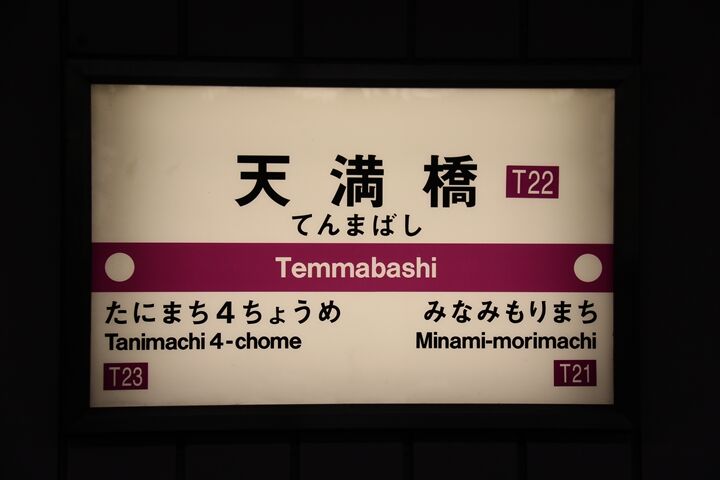 天満橋 T22
てんまばし
Temmabashi
たにまち4ちょうめ みなみもりまち
Tanimachi 4-chome Minami-morimachi
T23 T21